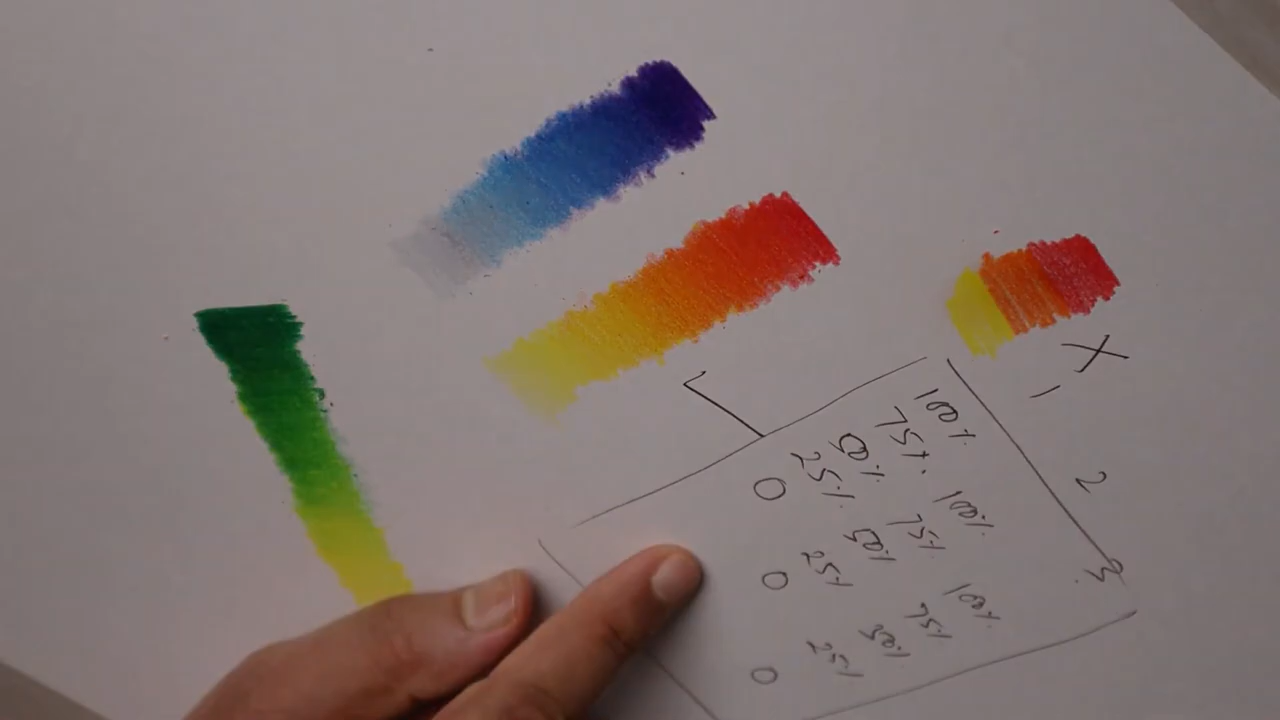 X
1 2 3
100% 100% 100%
75% 75% 75%
50% 50% 50%
25% 25% 25%
0 0 0